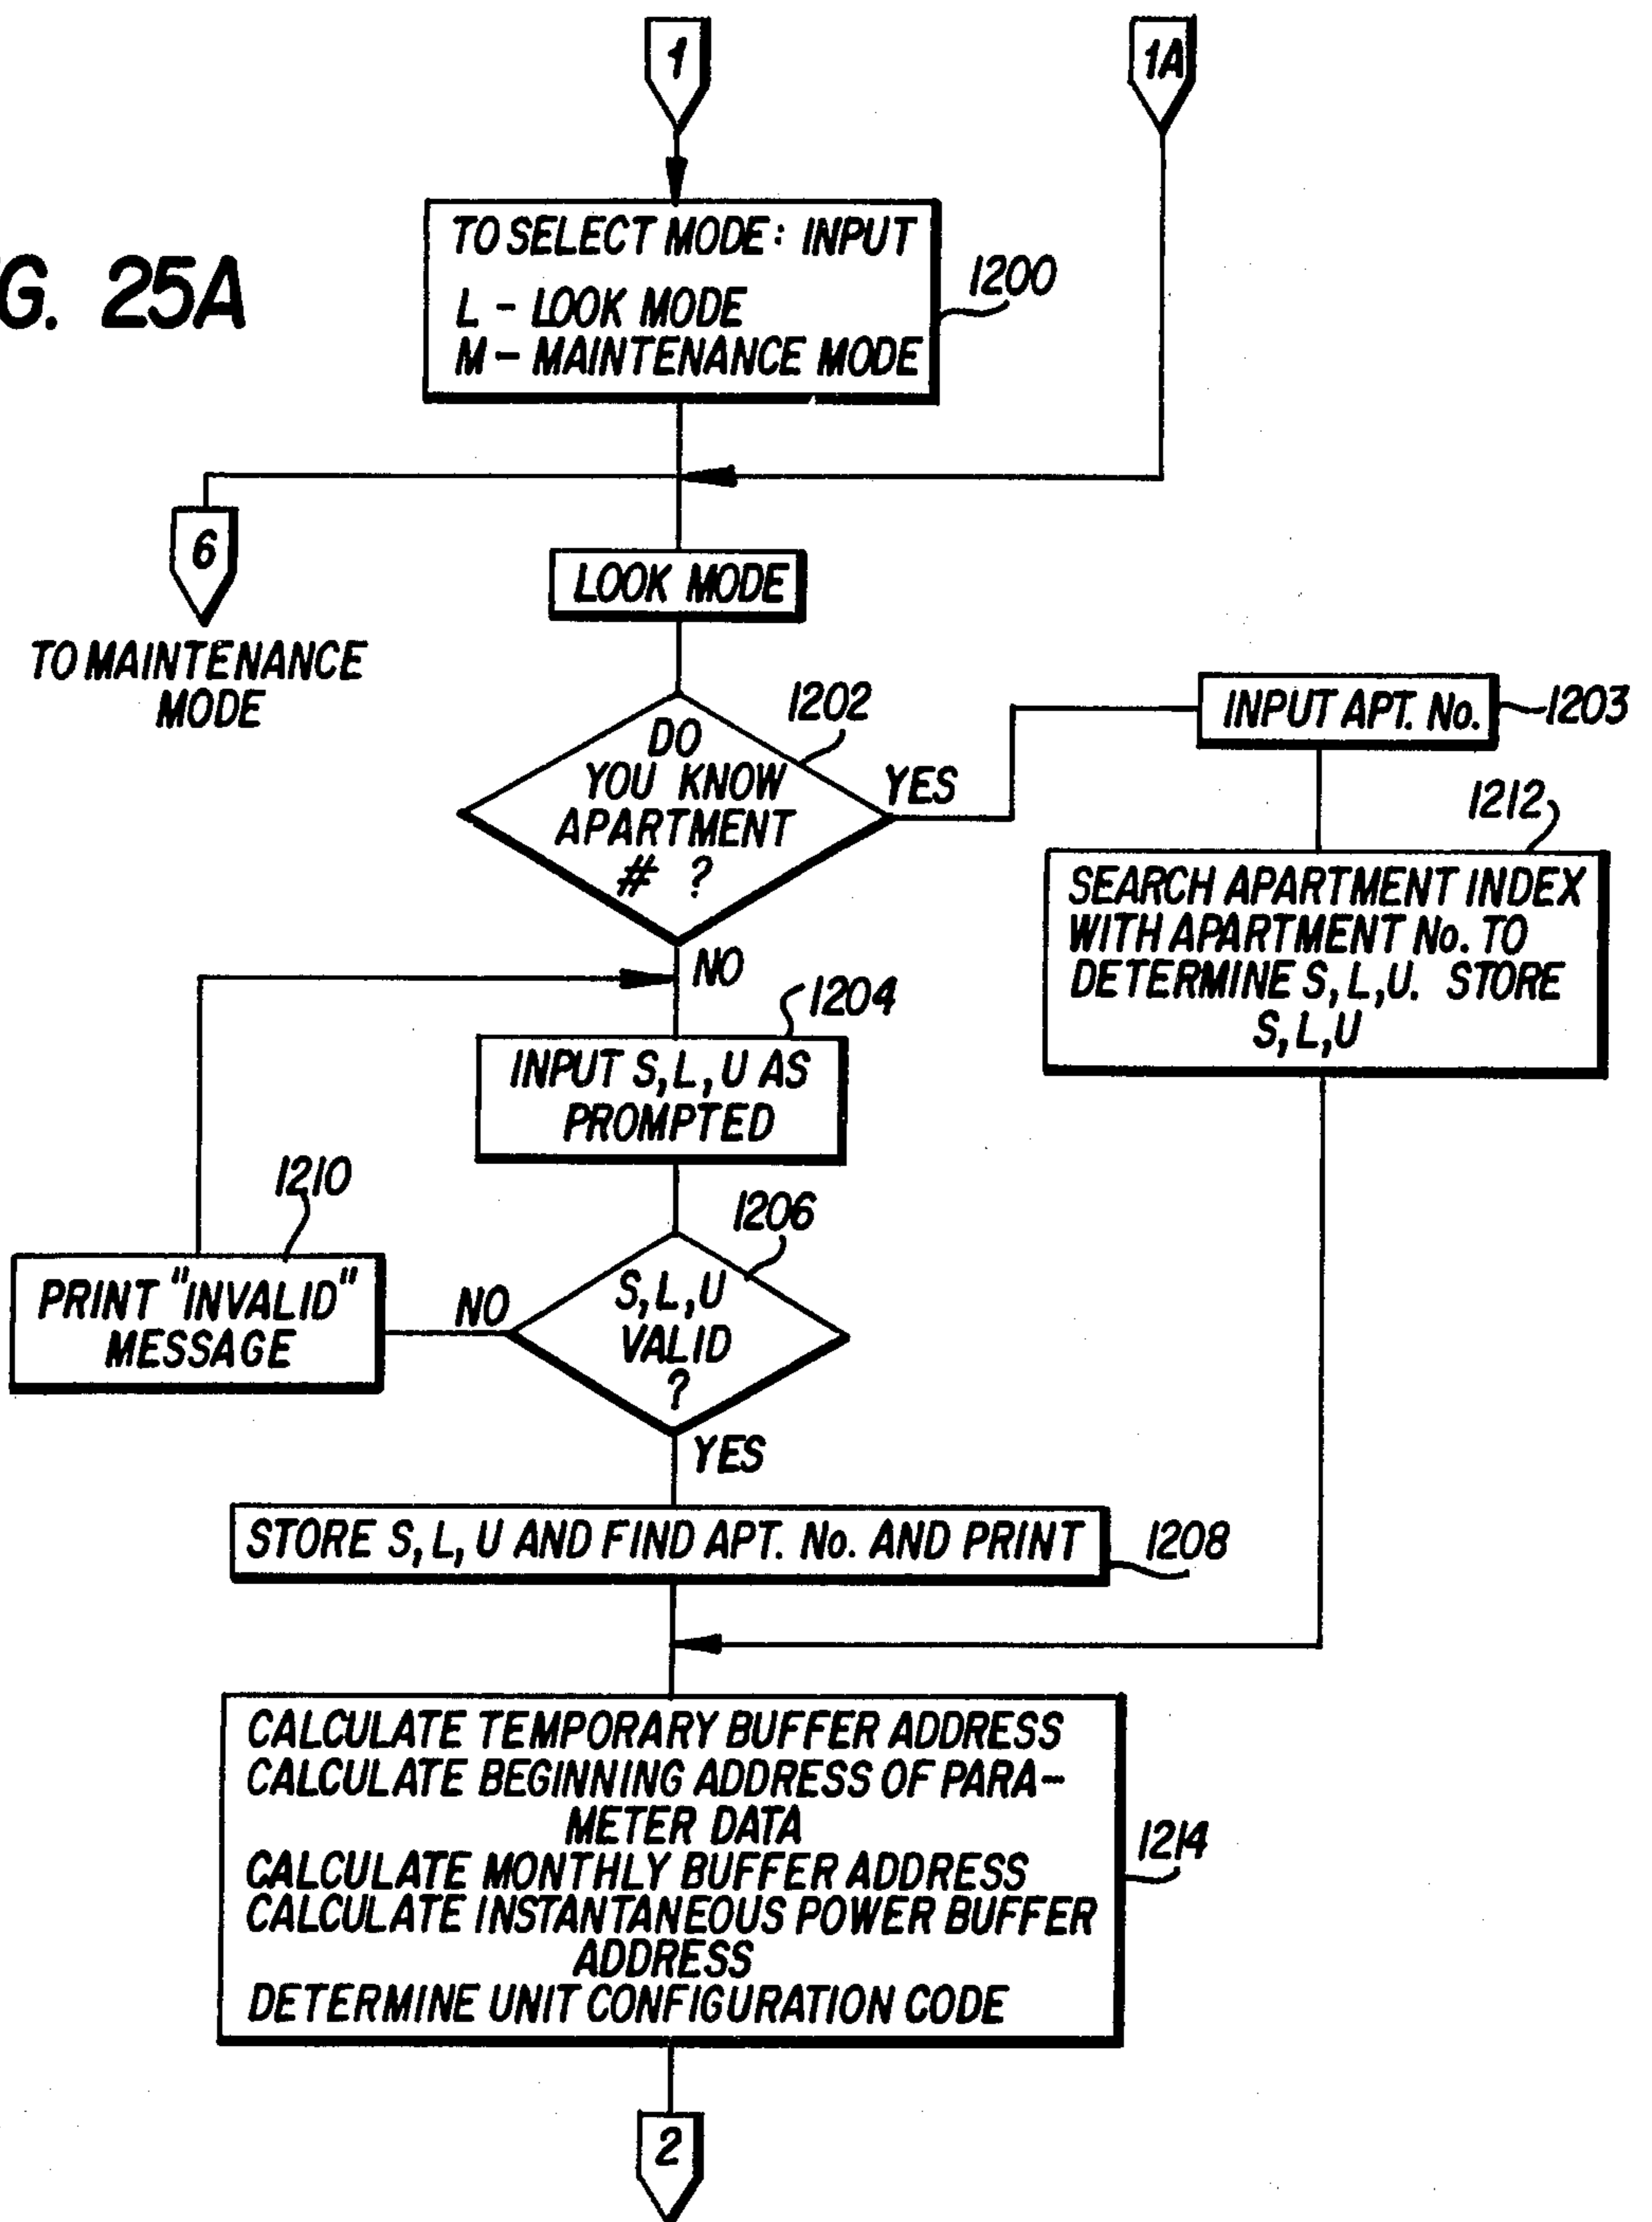 1
1A
G. 25A
TO SELECT MODE: INPUT
L - LOOK MODE
M - MAINTENANCE MODE
1200
6
TO MAINTENANCE
MODE
LOOK MODE
DO
YOU KNOW
APARTMENT
# ?
1202
YES
NO
INPUT APT. No.
1203
1212
SEARCH APARTMENT INDEX
WITH APARTMENT No. TO
DETERMINE S, L, U. STORE
S, L, U
1204
INPUT S, L, U AS
PROMPTED
1210
PRINT "INVALID"
MESSAGE
1206
NO
S, L, U
VALID
?
YES
STORE S, L, U AND FIND APT. No. AND PRINT
1208
CALCULATE TEMPORARY BUFFER ADDRESS
CALCULATE BEGINNING ADDRESS OF PARA-
METER DATA
CALCULATE MONTHLY BUFFER ADDRESS
CALCULATE INSTANTANEOUS POWER BUFFER
ADDRESS
DETERMINE UNIT CONFIGURATION CODE
1214
2